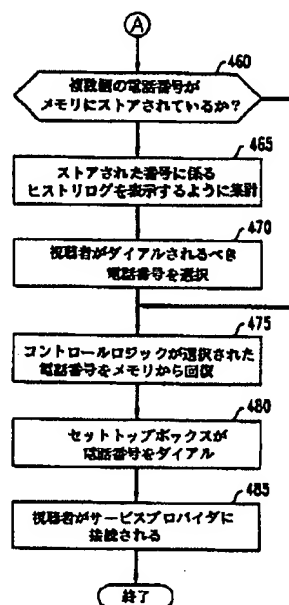 A
460
複数個の電話番号が
メモリにストアされているか?
465
ストアされた番号に係る
ヒストリログを表示するように集計
470
視聴者がダイアルされるべき
電話番号を選択
475
コントロールロジックが選択された
電話番号をメモリから回復
480
セットトップボックスが
電話番号をダイアル
485
視聴者がサービスプロバイダに
接続される
終了